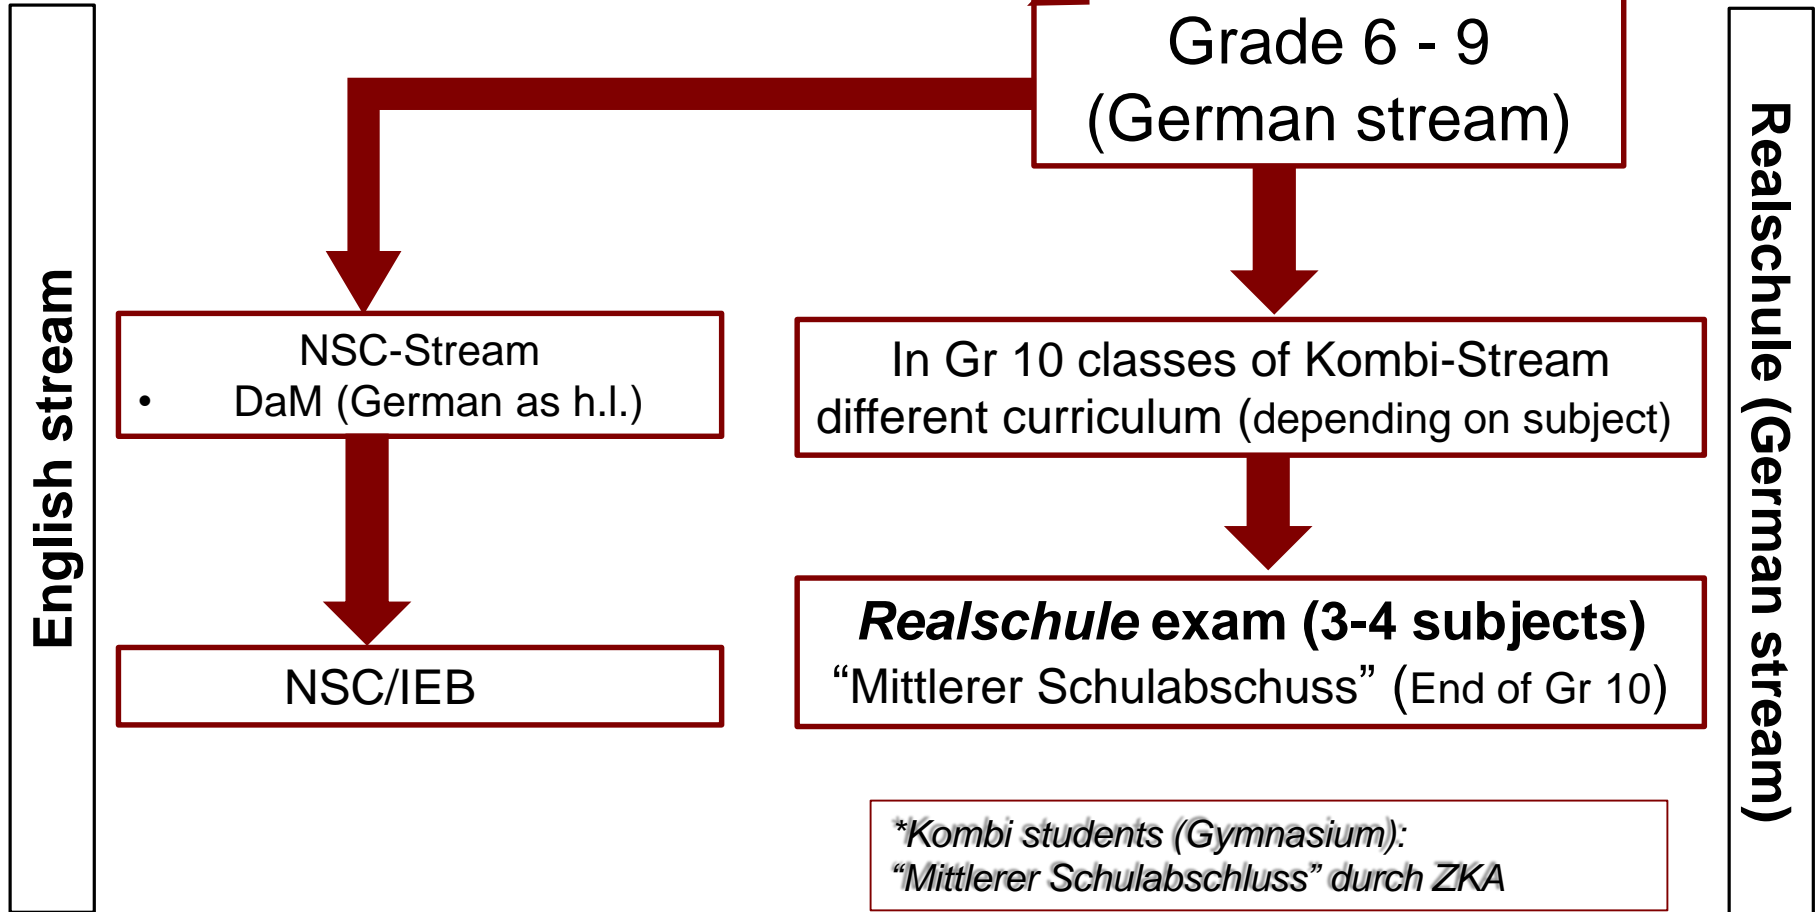 English stream
Grade 6 - 9
(German stream)
NSC-Stream
• DaM (German as h.l.)
NSC/IEB
In Gr 10 classes of Kombi-Stream
different curriculum (depending on subject)
Realschule exam (3-4 subjects)
“Mittlerer Schulabschuss” (End of Gr 10)
*Kombi students (Gymnasium):
“Mittlerer Schulabschluss” durch ZKA
Realschule (German stream)